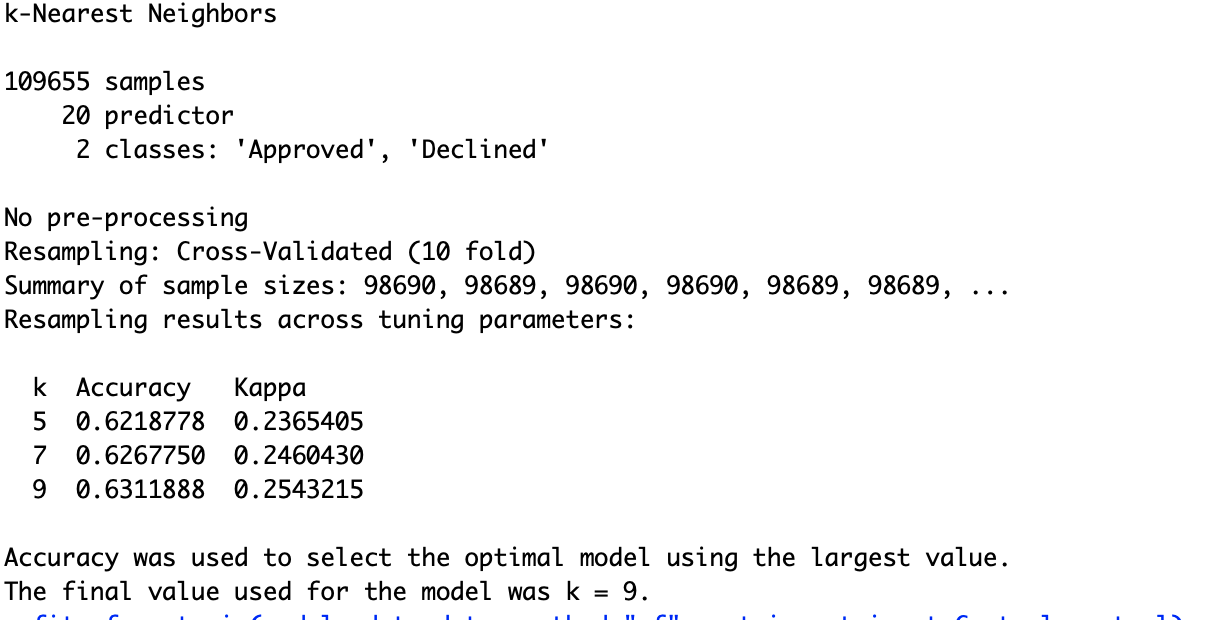 k-Nearest Neighbors
109655 samples
20 predictor
2 classes: 'Approved', 'Declined'
No pre-processing
Resampling: Cross-Validated (10 fold)
Summary of sample sizes: 98690, 98689, 98690, 98690, 98689, 98689, ...
Resampling results across tuning parameters:
k Accuracy Kappa
5 0.6218778 0.2365405
7 0.6267750 0.2460430
9 0.6311888 0.2543215
Accuracy was used to select the optimal model using the largest value.
The final value used for the model was k = 9.